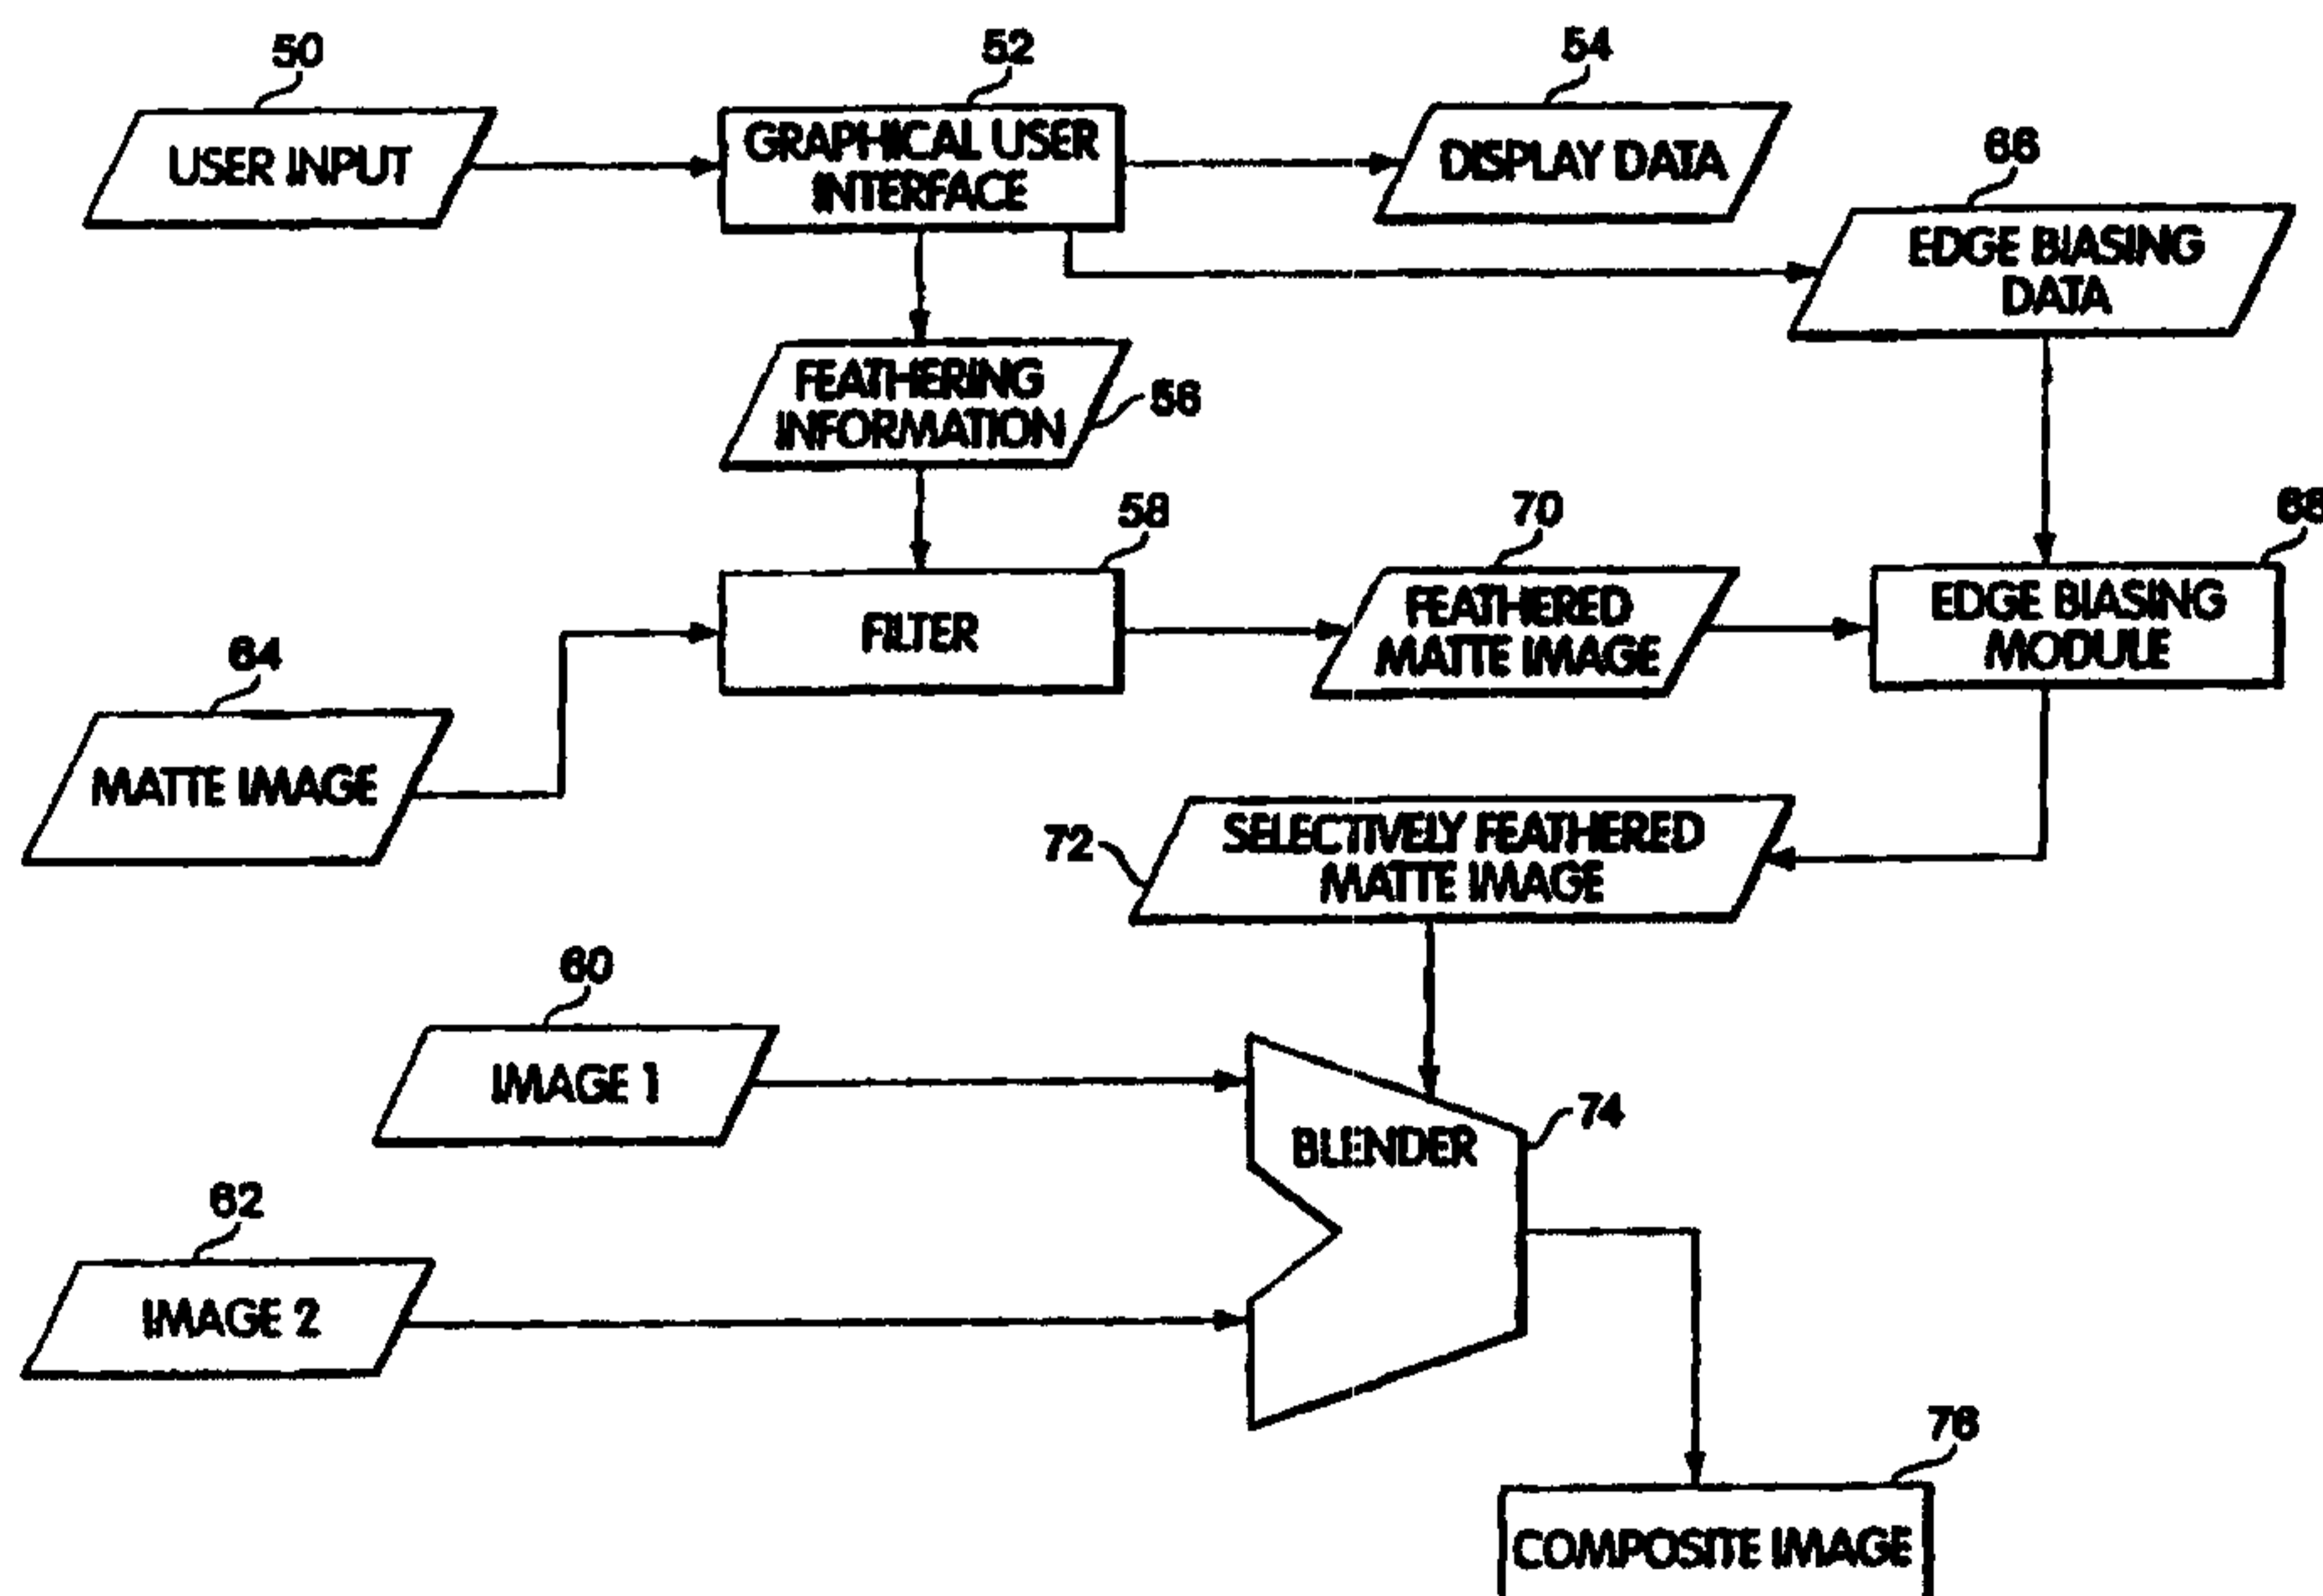 50
52
54
USER INPUT
GRAPHICAL USER
INTERFACE
DISPLAY DATA
66
EDGE BIASING
DATA
FEATHERING
INFORMATION
56
58
70
68
FILTER
FEATHERED
MATTE IMAGE
EDGE BIASING
MODULE
64
MATTE IMAGE
72
SELECTIVELY FEATHERED
MATTE IMAGE
60
IMAGE 1
BLENDER
74
62
IMAGE 2
76
COMPOSITE IMAGE